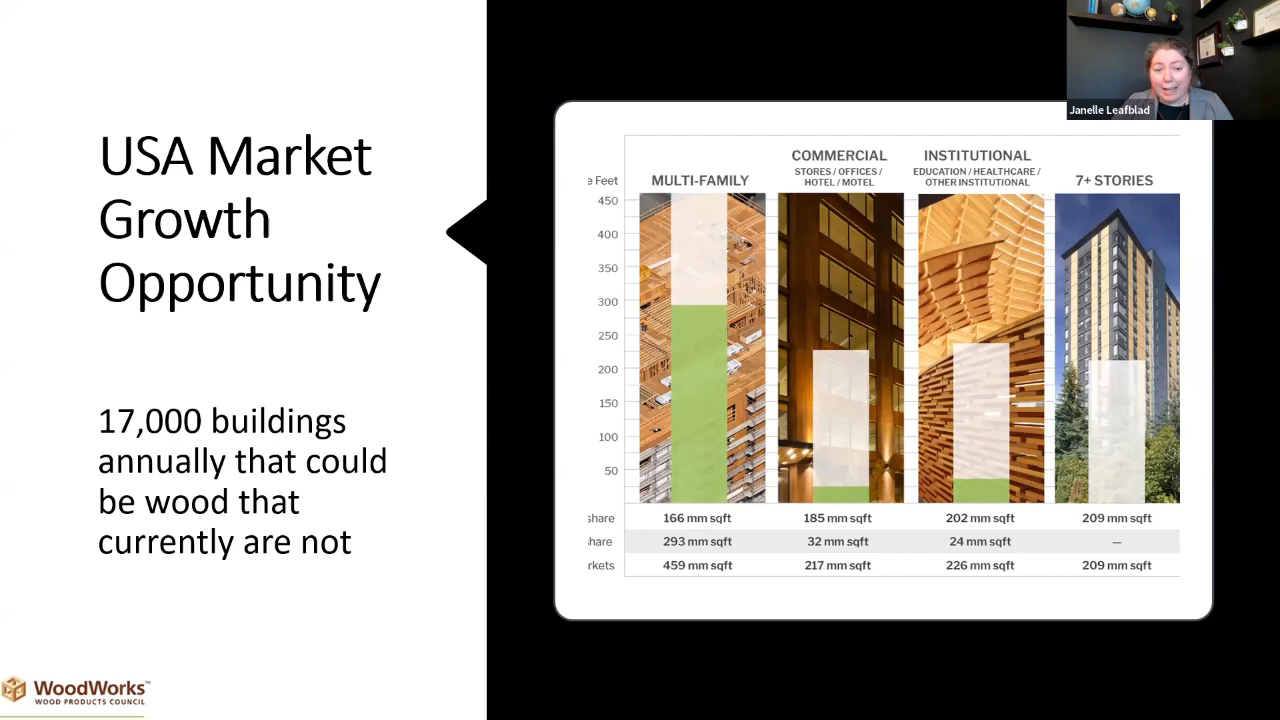 Janelle Leafblad
USA Market
Growth
Opportunity
17,000 buildings
annually that could
be wood that
currently are not
WoodWorks™
WOOD PRODUCTS COUNCIL
e Feet
MULTI-FAMILY
COMMERCIAL
STORES / OFFICES /
HOTEL / MOTEL
INSTITUTIONAL
EDUCATION / HEALTHCARE /
OTHER INSTITUTIONAL
7+ STORIES
450
400
350
300
250
200
150
100
50
share 166 mm sqft 185 mm sqft 202 mm sqft 209 mm sqft
hare 293 mm sqft 32 mm sqft 24 mm sqft —
rkets 459 mm sqft 217 mm sqft 226 mm sqft 209 mm sqft